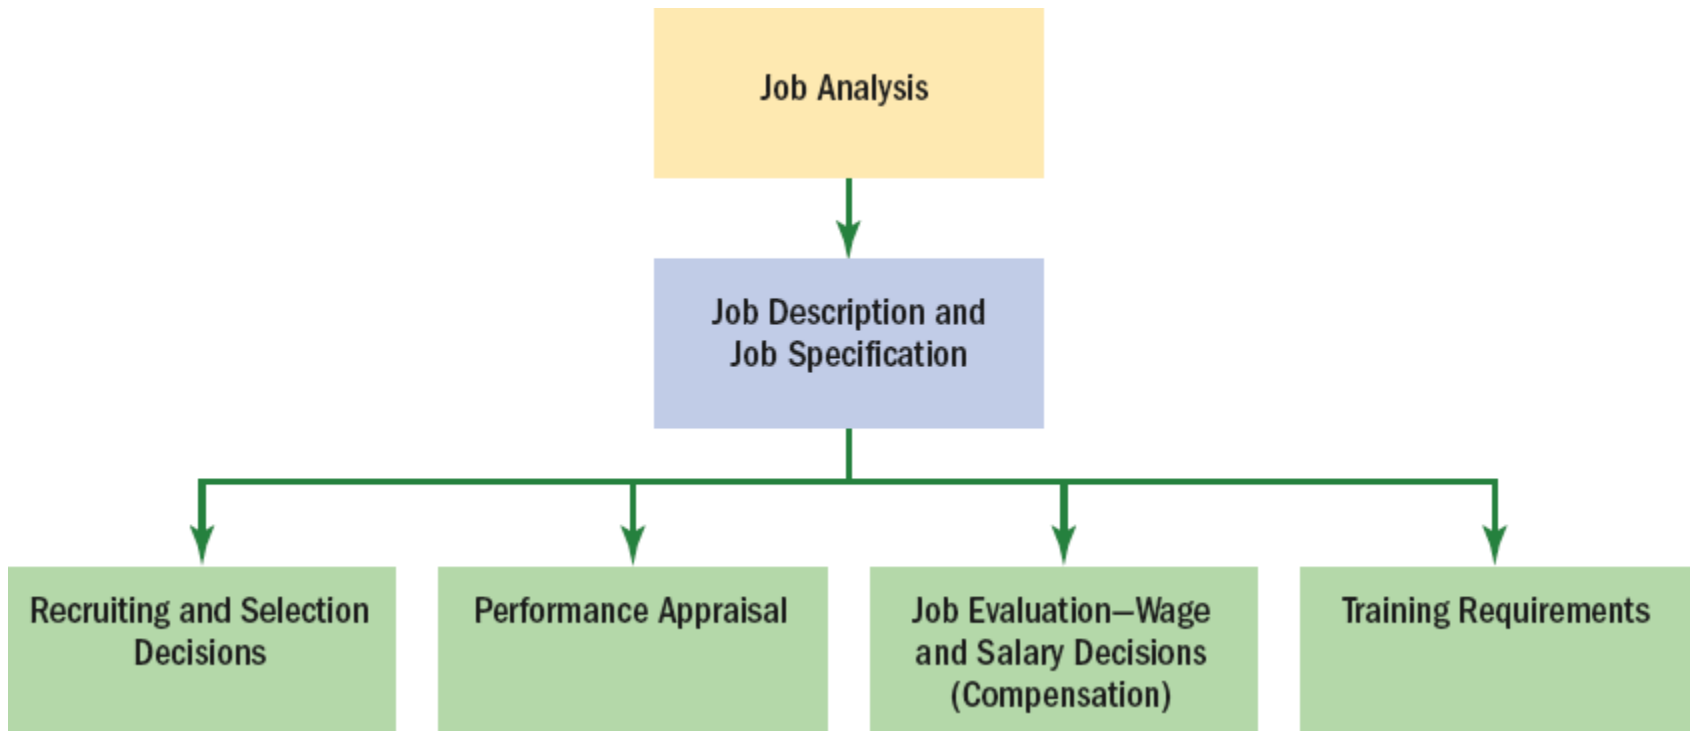 Job Analysis
Job Description and
Job Specification
Recruiting and Selection
Decisions
Performance Appraisal
Job Evaluation—Wage
and Salary Decisions
(Compensation)
Training Requirements